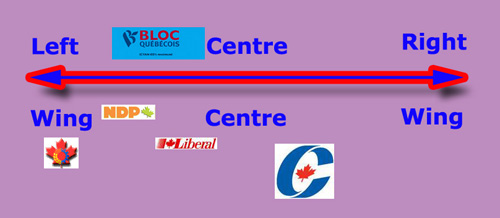 Left
BLOC
QUÉBÉCOIS
Centre
Right
Wing
NDP
Centre
Wing
Liberal
C